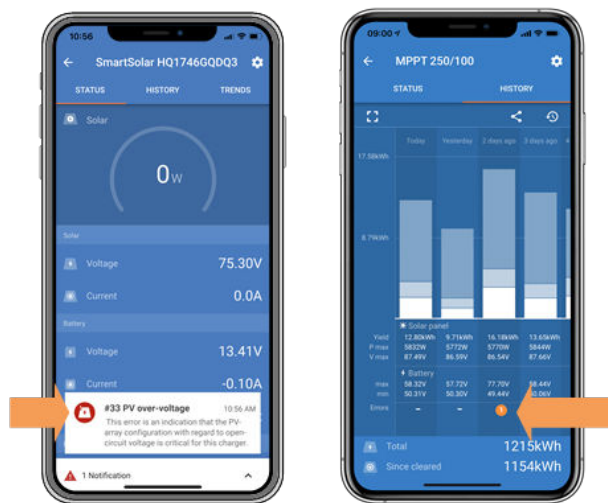 10:56
SmartSolar HQ1746GQDQ3
STATUS HISTORY TRENDS
Solar
0W
Solar
Voltage 75.30V
Current 0.0A
Battery
Voltage 13.41V
Current -0.10A
#33 PV over-voltage 10:56 AM
This error is an indication that the PV-
array configuration with regard to open-
circuit voltage is critical for this charger.
1 Notification
09:00
MPPT 250/100
STATUS HISTORY
Today Yesterday 2 days ago 3 days ago 4
17.58kWh
8.79kWh
Solar panel
Yield 12.80kWh 9.71kWh 16.18kWh 13.65kWh
P max 5832W 5772W 5770W 5844W
V max 87.49V 86.59V 86.54V 87.66V
Battery
max 58.32V 57.72V 77.70V 58.44V
min 50.31V 50.30V 49.44V
Errors - - 1
Total 1215kWh
Since cleared 1154kWh